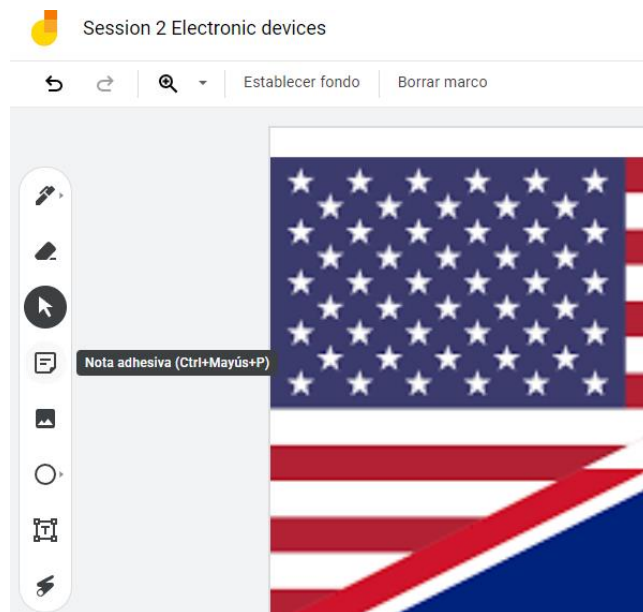 Session 2 Electronic devices
Establecer fondo Borrar marco
Nota adhesiva (Ctrl+Mayús+P)